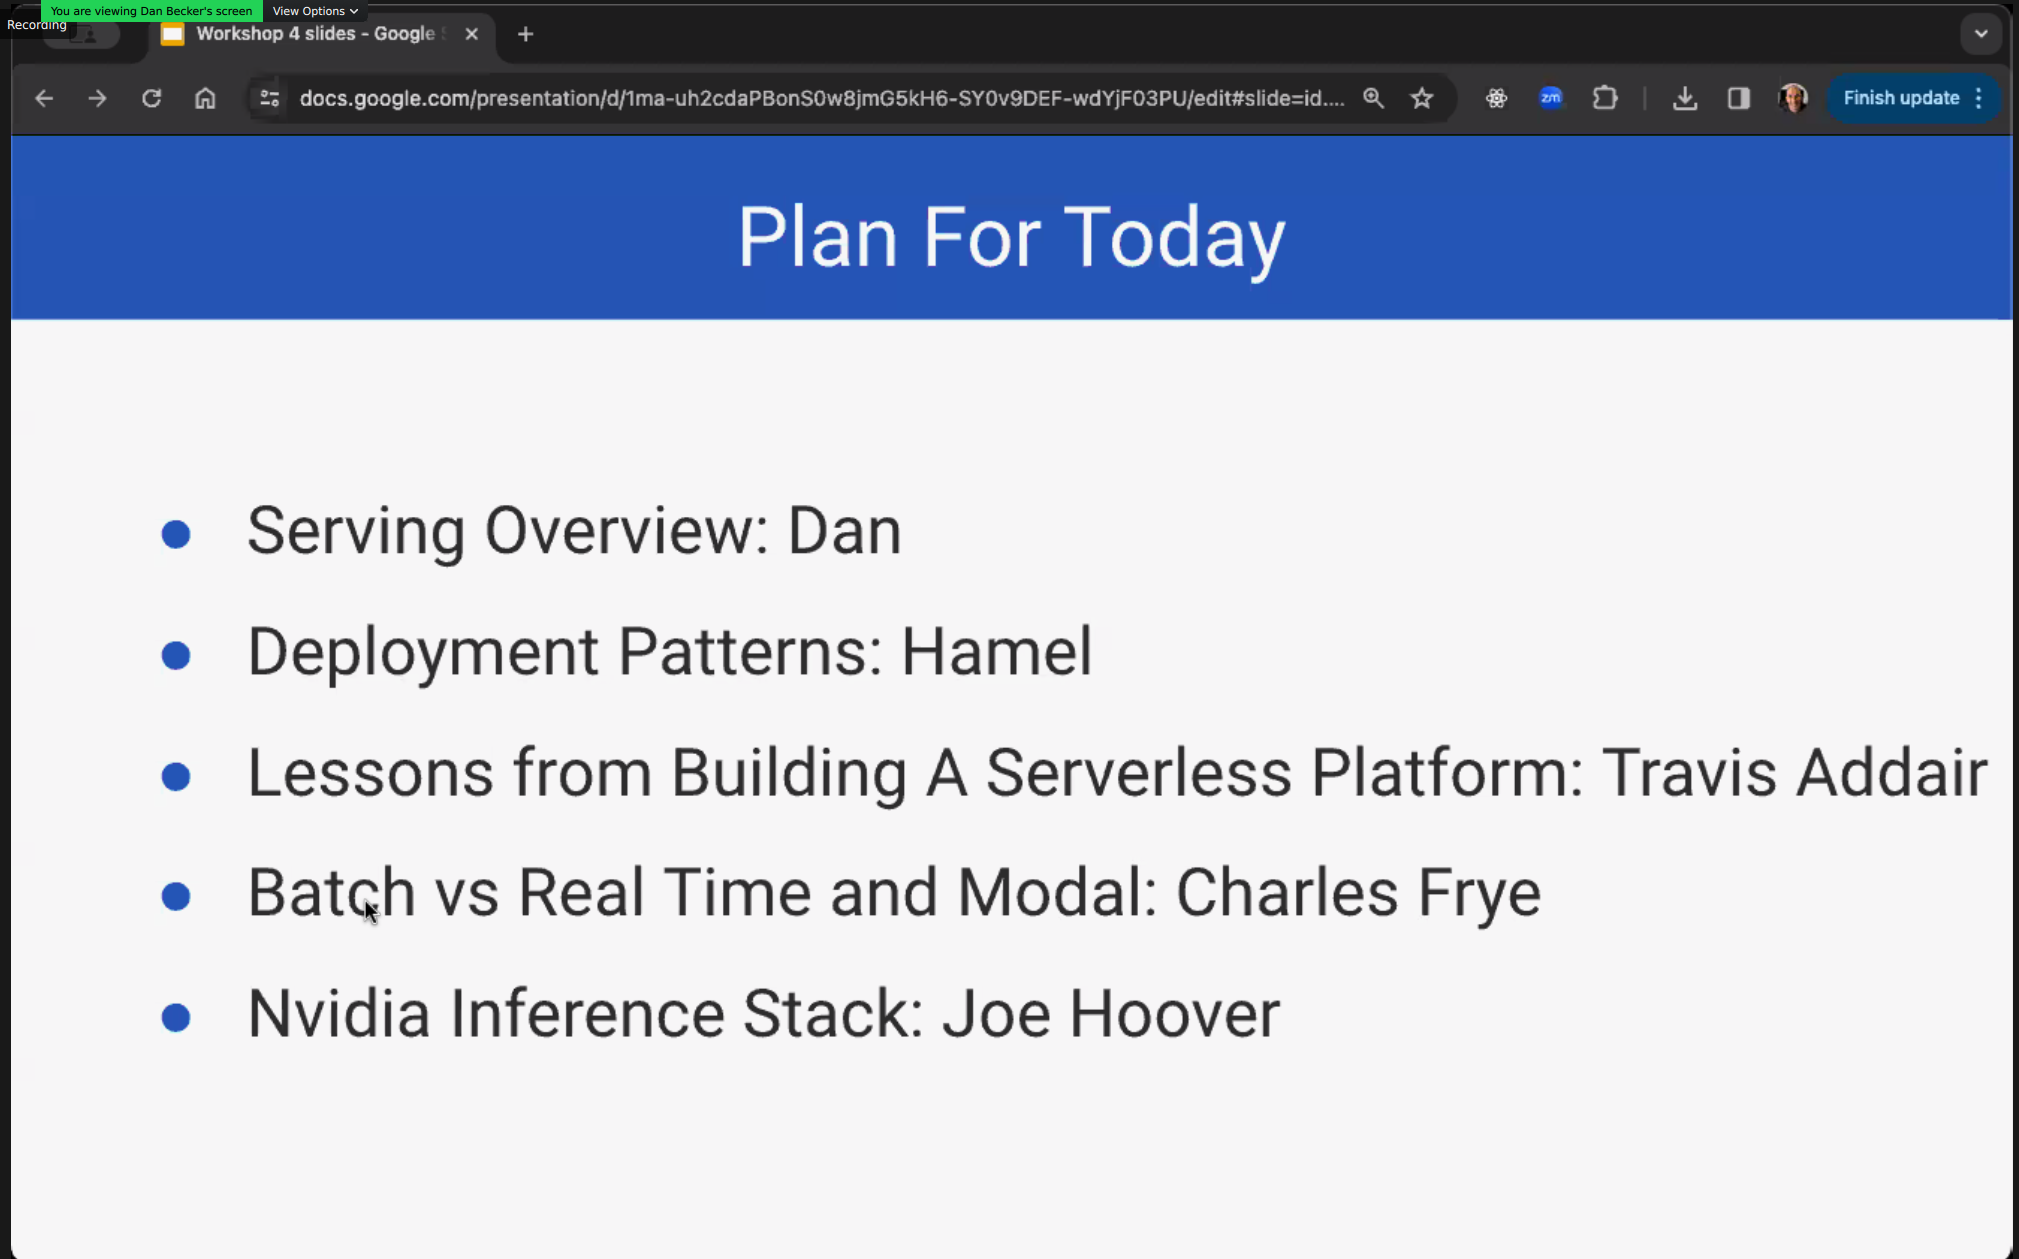 You are viewing Dan Becker's screen View Options
Recording
Workshop 4 slides - Google
docs.google.com/presentation/d/1ma-uh2cdaPBonS0w8jmG5kH6-SY0v9DEF-wdYjF03PU/edit#slide=id.... zm Finish update
Plan For Today
Serving Overview: Dan
Deployment Patterns: Hamel
Lessons from Building A Serverless Platform: Travis Addair
Batch vs Real Time and Modal: Charles Frye
Nvidia Inference Stack: Joe Hoover